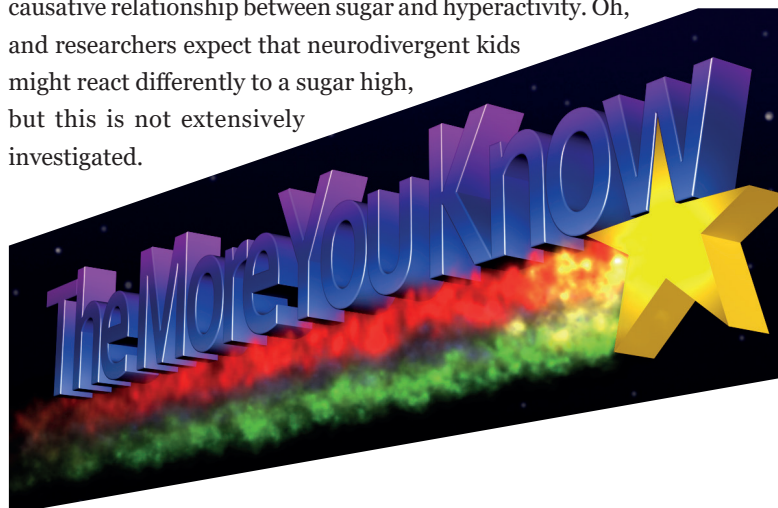 causative relationship between sugar and hyperactivity. Oh,
and researchers expect that neurodivergent kids
might react differently to a sugar high,
but this is not extensively
investigated.
The More You Know